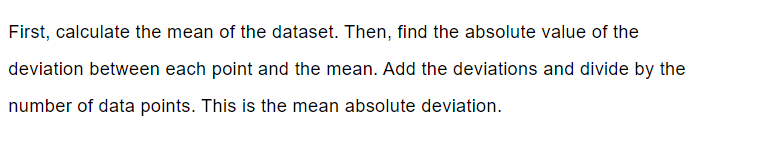 First, calculate the mean of the dataset. Then, find the absolute value of the
deviation between each point and the mean. Add the deviations and divide by the
number of data points. This is the mean absolute deviation.